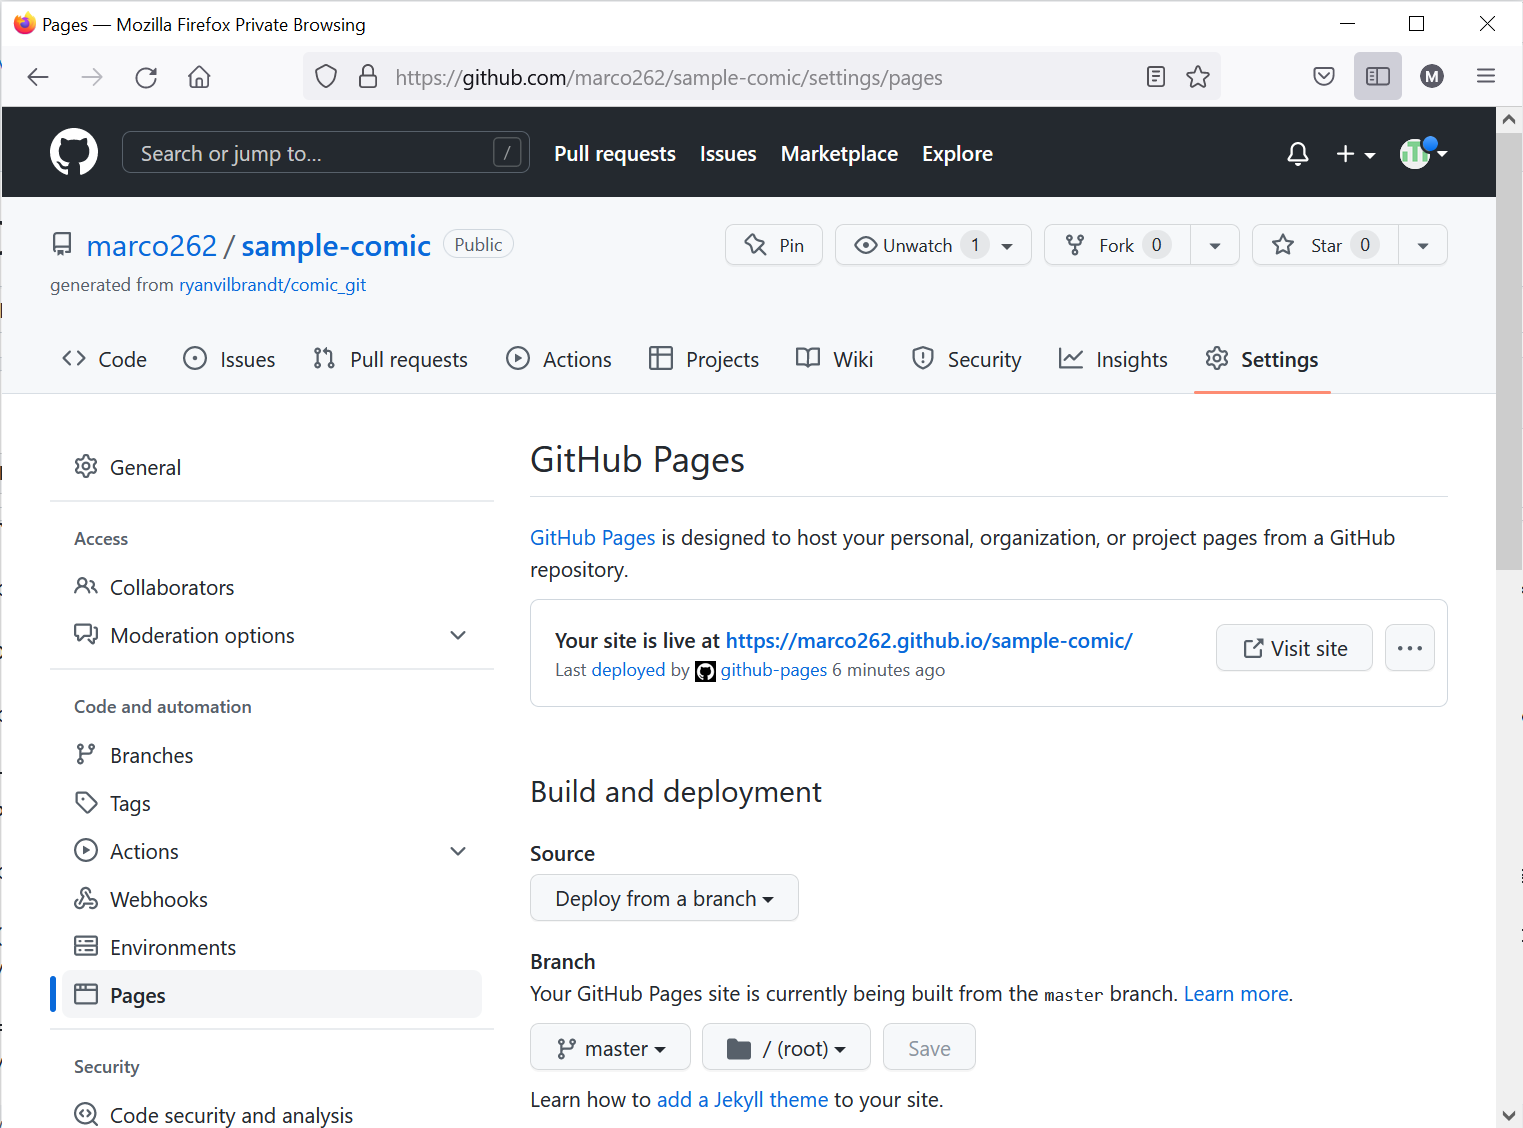 Pages — Mozilla Firefox Private Browsing
https://github.com/marco262/sample-comic/settings/pages
M
Search or jump to...
/
Pull requests
Issues
Marketplace
Explore
marco262 / sample-comic Public
Pin
Unwatch 1
Fork 0
Star 0
generated from ryanvilbrandt/comic_git
Code
Issues
Pull requests
Actions
Projects
Wiki
Security
Insights
Settings
General
Access
Collaborators
Moderation options
Code and automation
Branches
Tags
Actions
Webhooks
Environments
Pages
Security
Code security and analysis
GitHub Pages
GitHub Pages is designed to host your personal, organization, or project pages from a GitHub
repository.
Your site is live at https://marco262.github.io/sample-comic/
Last deployed by github-pages 6 minutes ago
Visit site
Build and deployment
Source
Deploy from a branch
Branch
Your GitHub Pages site is currently being built from the master branch. Learn more.
master
/ (root)
Save
Learn how to add a Jekyll theme to your site.